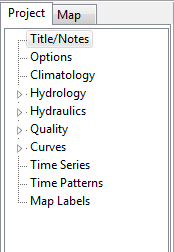 Project Map
Title/Notes
Options
Climatology
Hydrology
Hydraulics
Quality
Curves
Time Series
Time Patterns
Map Labels